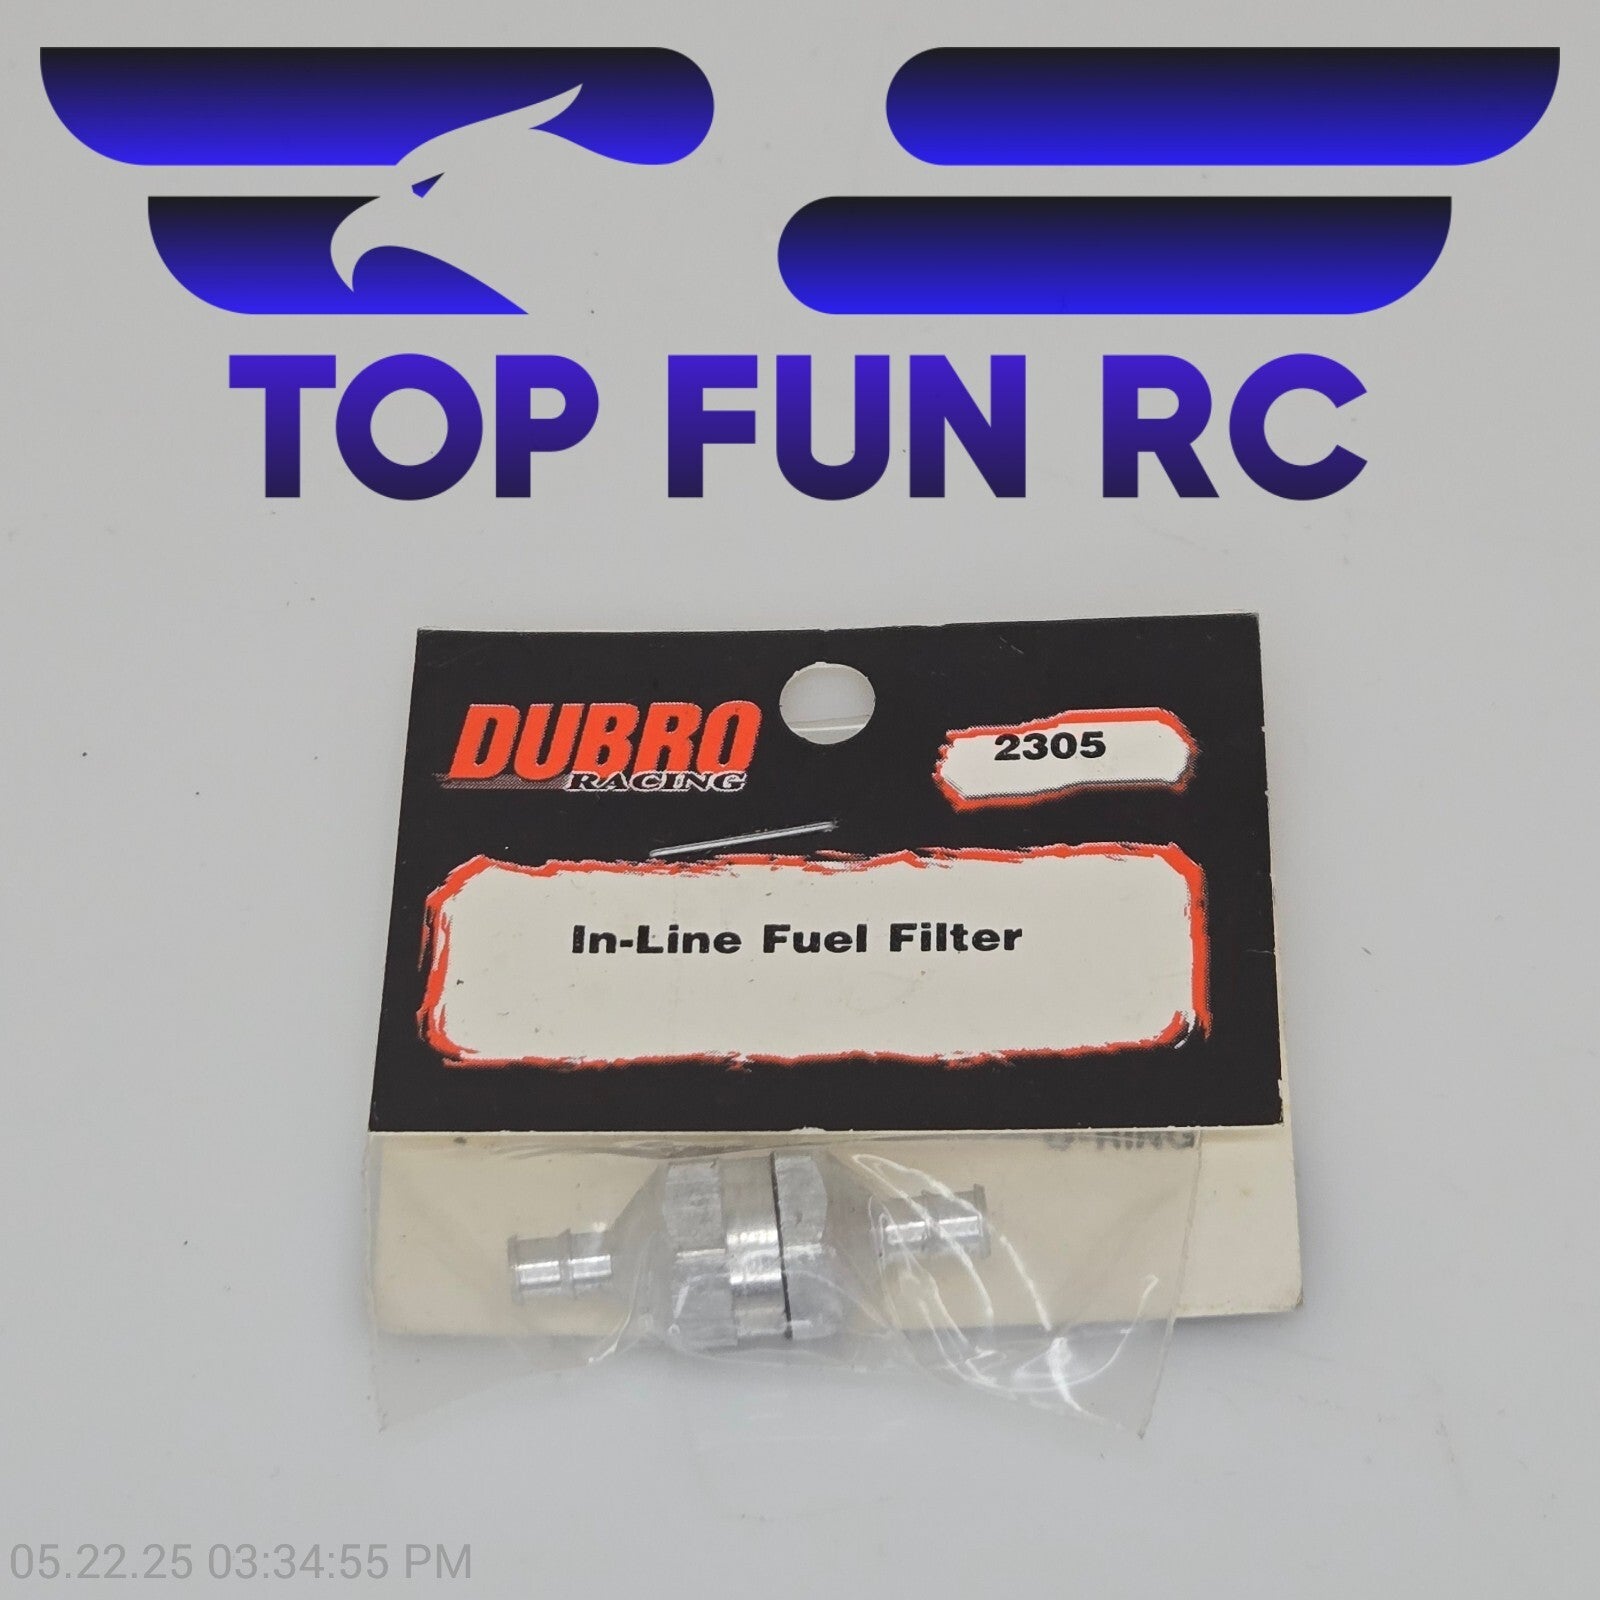 TOP FUN RC
DUBRO
RACING
2305
In-Line Fuel Filter
05.22.25 03:34:55 PM